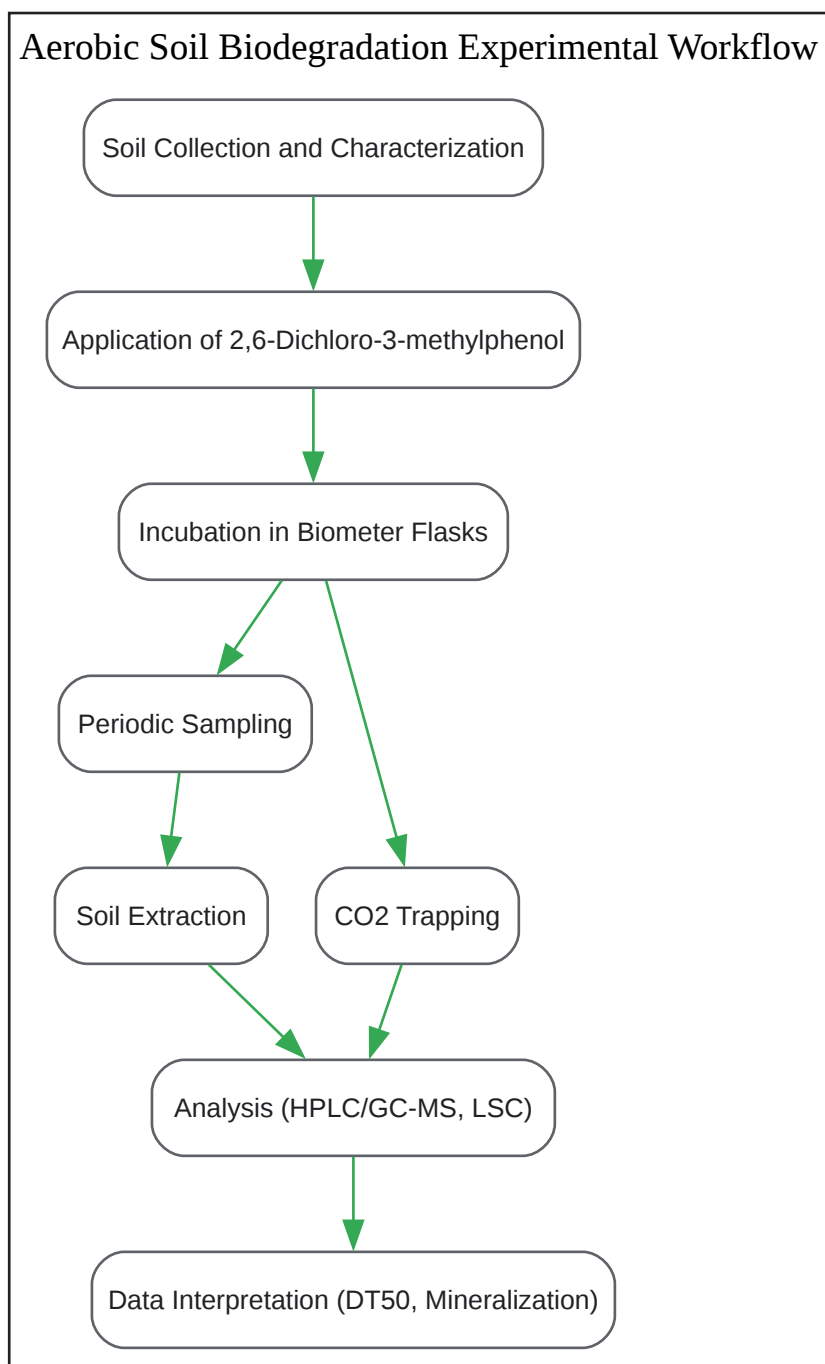 Aerobic Soil Biodegradation Experimental Workflow
Soil Collection and Characterization
Application of 2,6-Dichloro-3-methylphenol
Incubation in Biometer Flasks
Periodic Sampling
Soil Extraction
CO2 Trapping
Analysis (HPLC/GC-MS, LSC)
Data Interpretation (DT50, Mineralization)